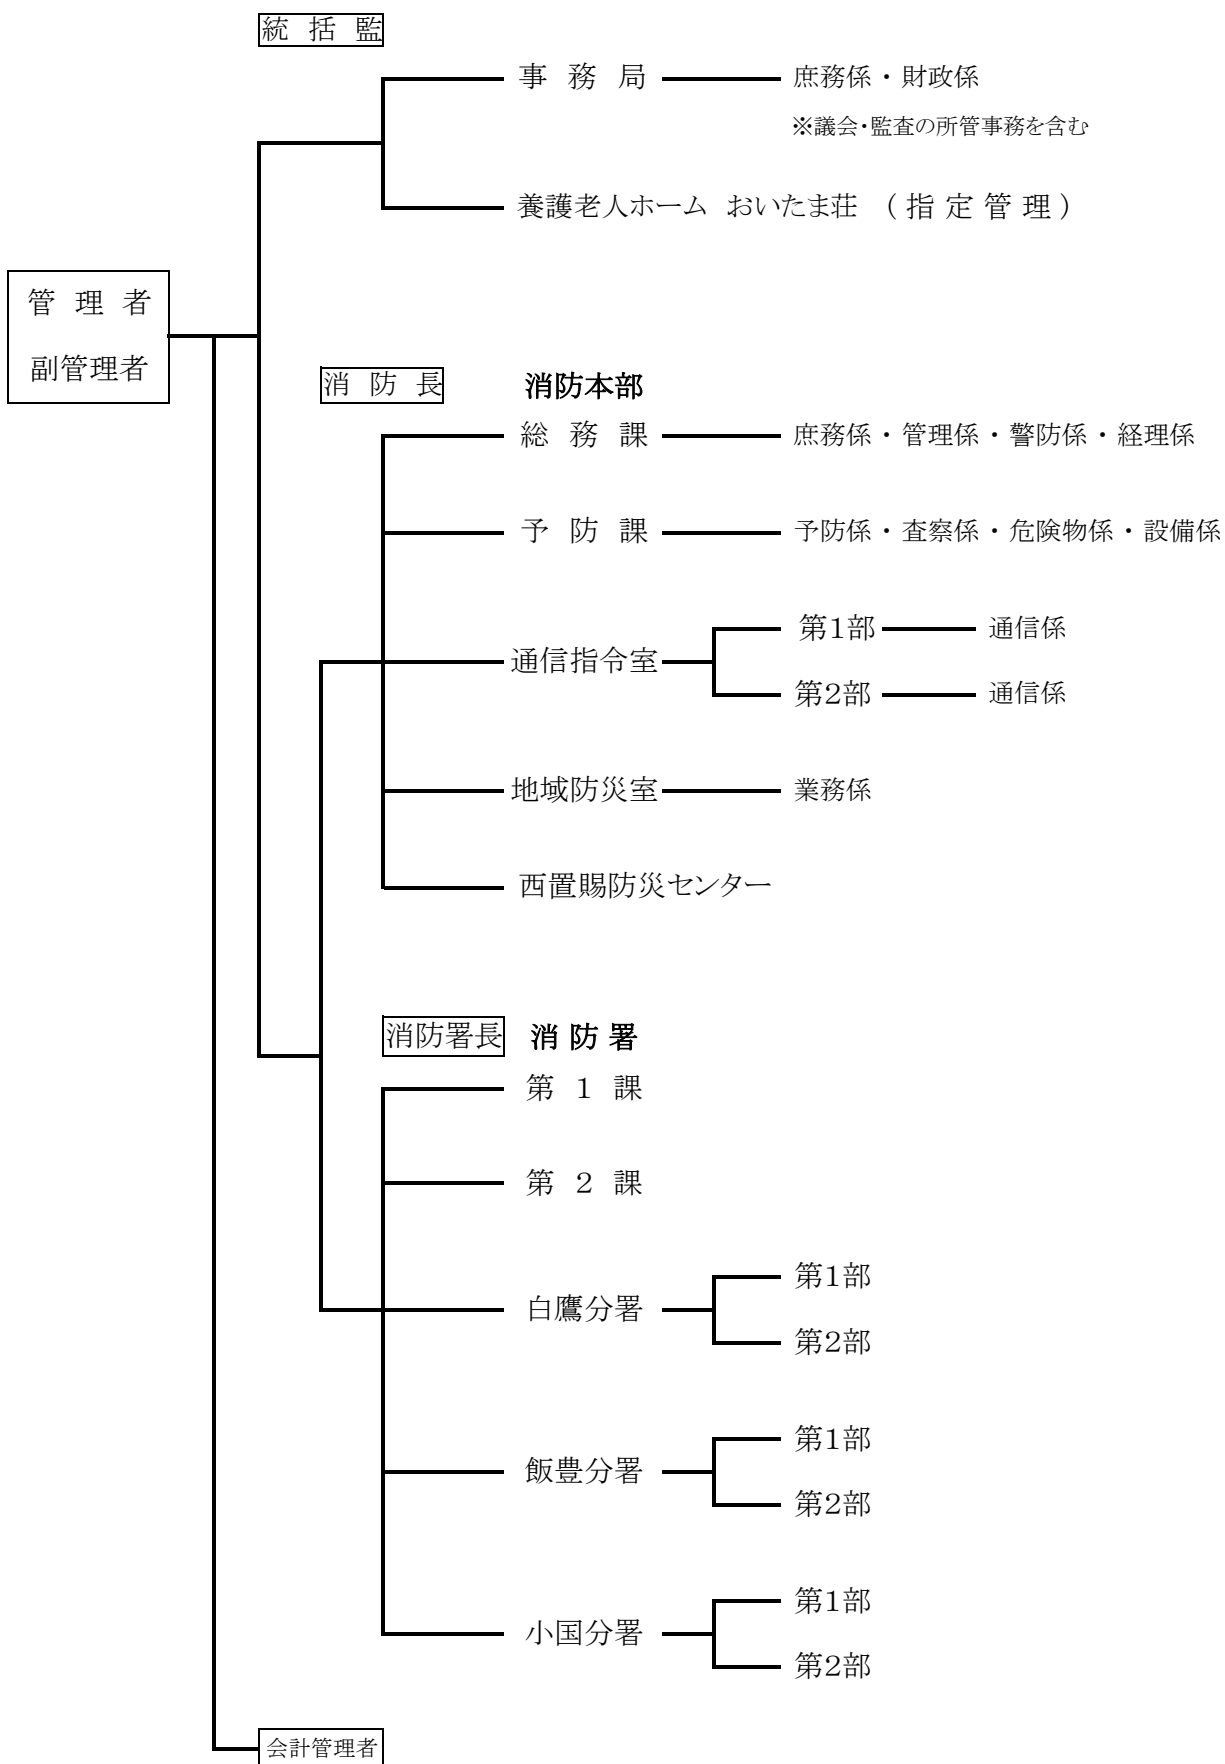 統括監
事務局 庶務係・財政係
※議会・監査の所管事務を含む
養護老人ホーム おいたま荘 （指定管理）
管理者
副管理者
消防長 消防本部
総務課 庶務係・管理係・警防係・経理係
予防課 予防係・査察係・危険物係・設備係
第1部 通信係
通信指令室
第2部 通信係
地域防災室 業務係
西置賜防災センター
消防署長 消防署
第1課
第2課
第1部
白鷹分署
第2部
第1部
飯豊分署
第2部
第1部
小国分署
第2部
会計管理者